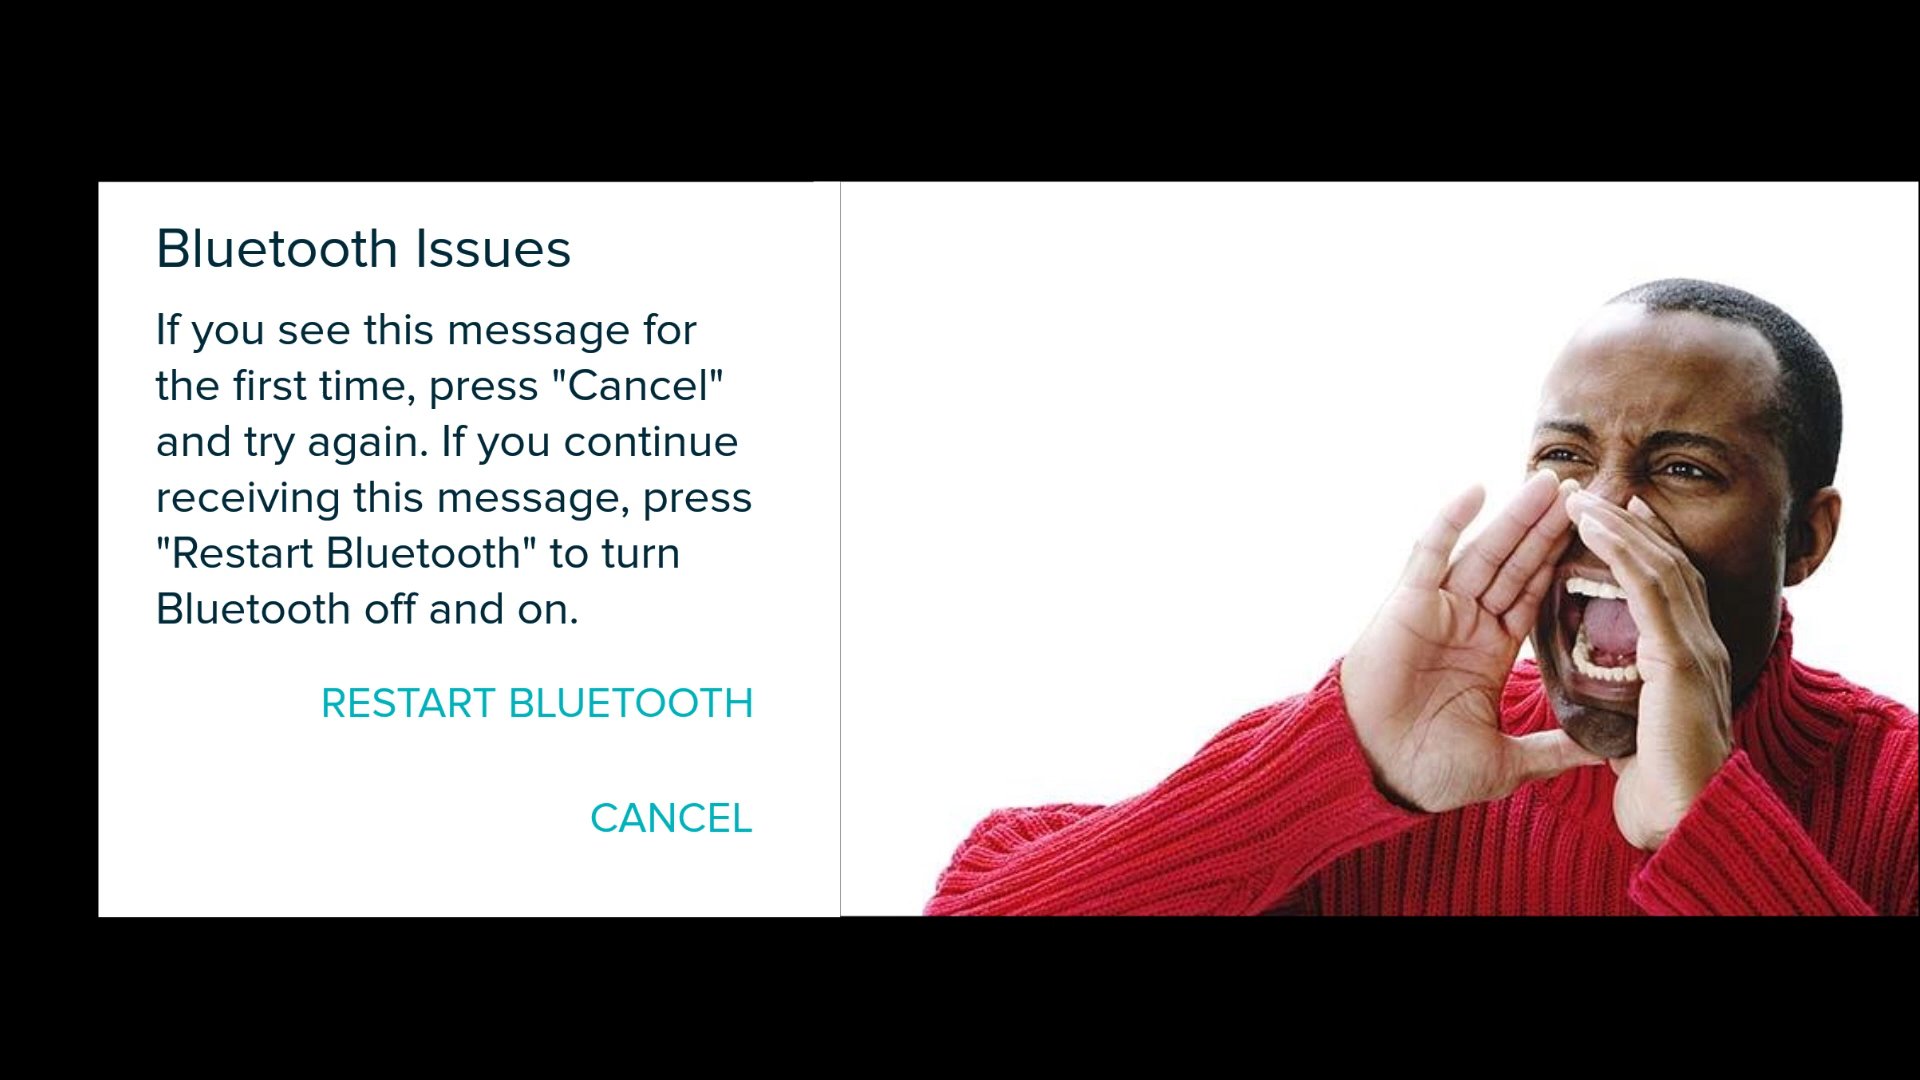 Bluetooth Issues
If you see this message for
the first time, press "Cancel"
and try again. If you continue
receiving this message, press
"Restart Bluetooth" to turn
Bluetooth off and on.
RESTART BLUETOOTH
CANCEL